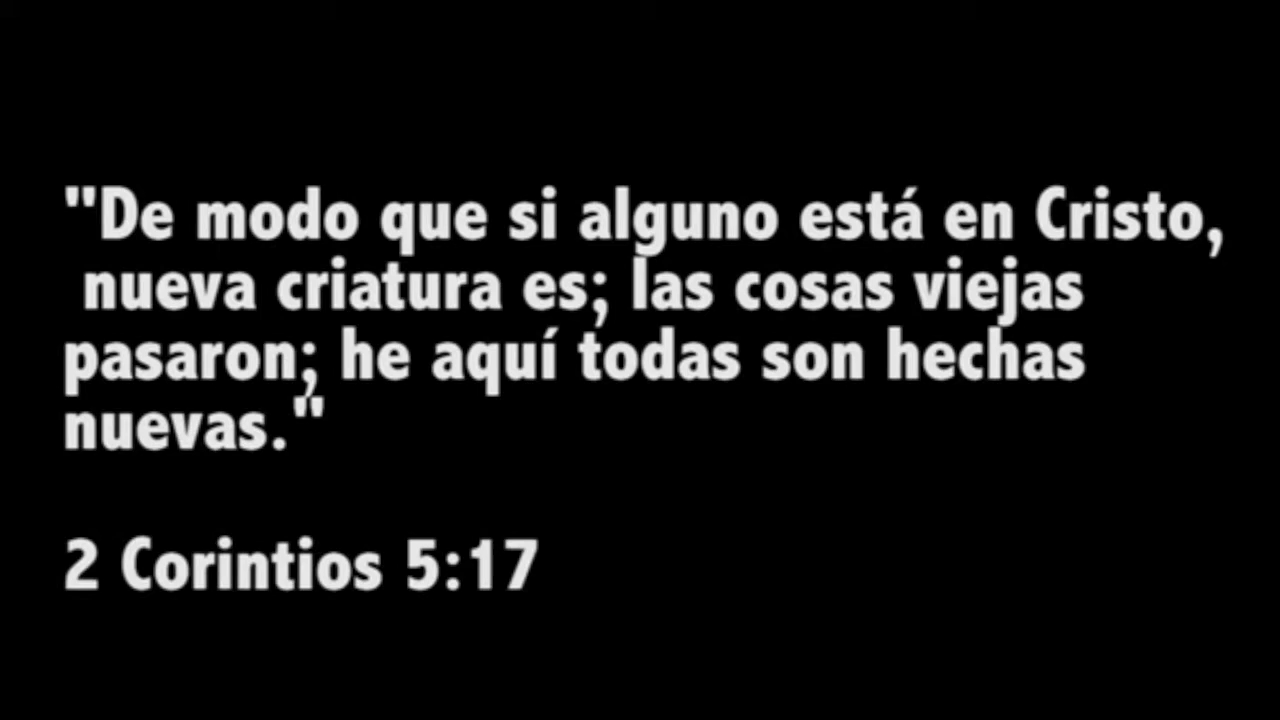 "De modo que si alguno está en Cristo,
nueva criatura es; las cosas viejas
pasaron; he aquí todas son hechas
nuevas."
2 Corintios 5:17